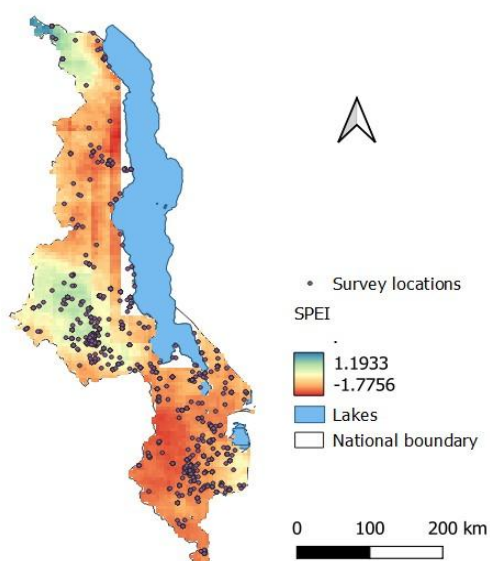 Survey locations
SPEI
.
1.1933
-1.7756
Lakes
National boundary
0 100 200 km